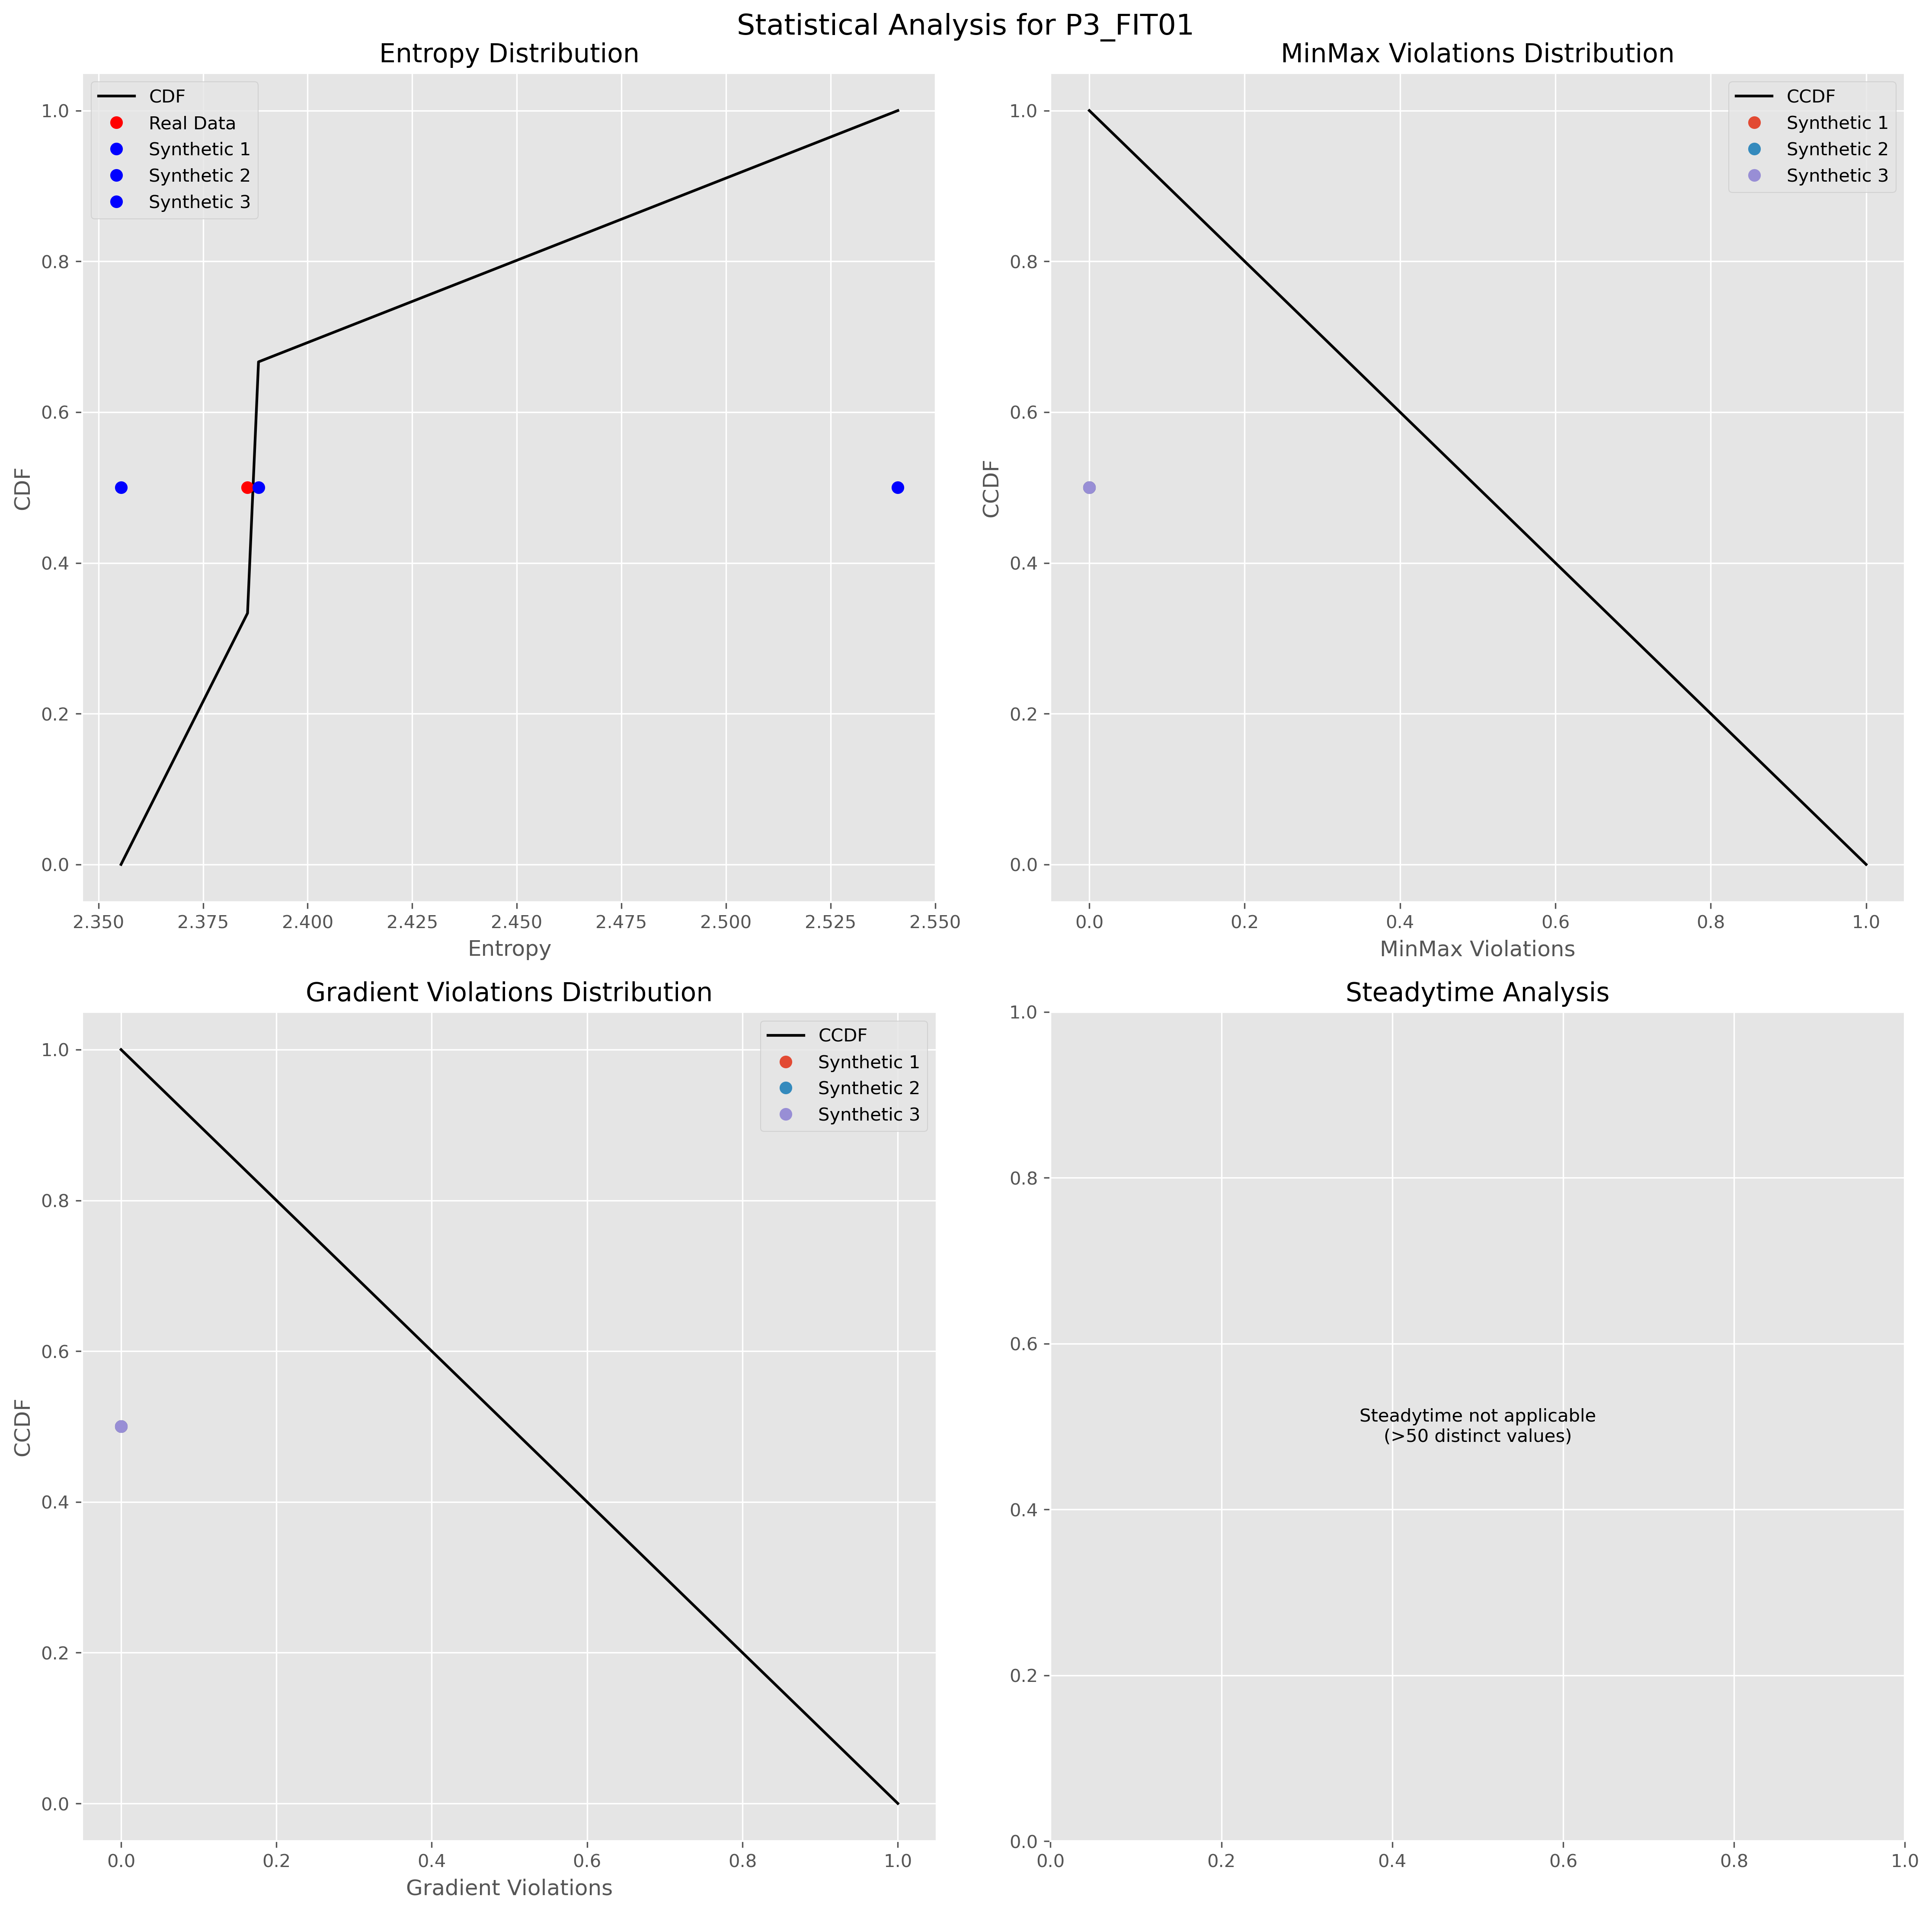 Statistical Analysis for P3_FIT01
Entropy Distribution
CDF
Real Data
Synthetic 1
Synthetic 2
Synthetic 3
1.0
0.8
0.6
0.4
0.2
0.0
CDF
2.350 2.375 2.400 2.425 2.450 2.475 2.500 2.525 2.550
Entropy
MinMax Violations Distribution
CCDF
Synthetic 1
Synthetic 2
Synthetic 3
1.0
0.8
0.6
0.4
0.2
0.0
CCDF
0.0 0.2 0.4 0.6 0.8 1.0
MinMax Violations
Gradient Violations Distribution
CCDF
Synthetic 1
Synthetic 2
Synthetic 3
1.0
0.8
0.6
0.4
0.2
0.0
CCDF
0.0 0.2 0.4 0.6 0.8 1.0
Gradient Violations
Steadytime Analysis
1.0
0.8
0.6
0.4
0.2
0.0
Steadytime not applicable
(>50 distinct values)
0.0 0.2 0.4 0.6 0.8 1.0